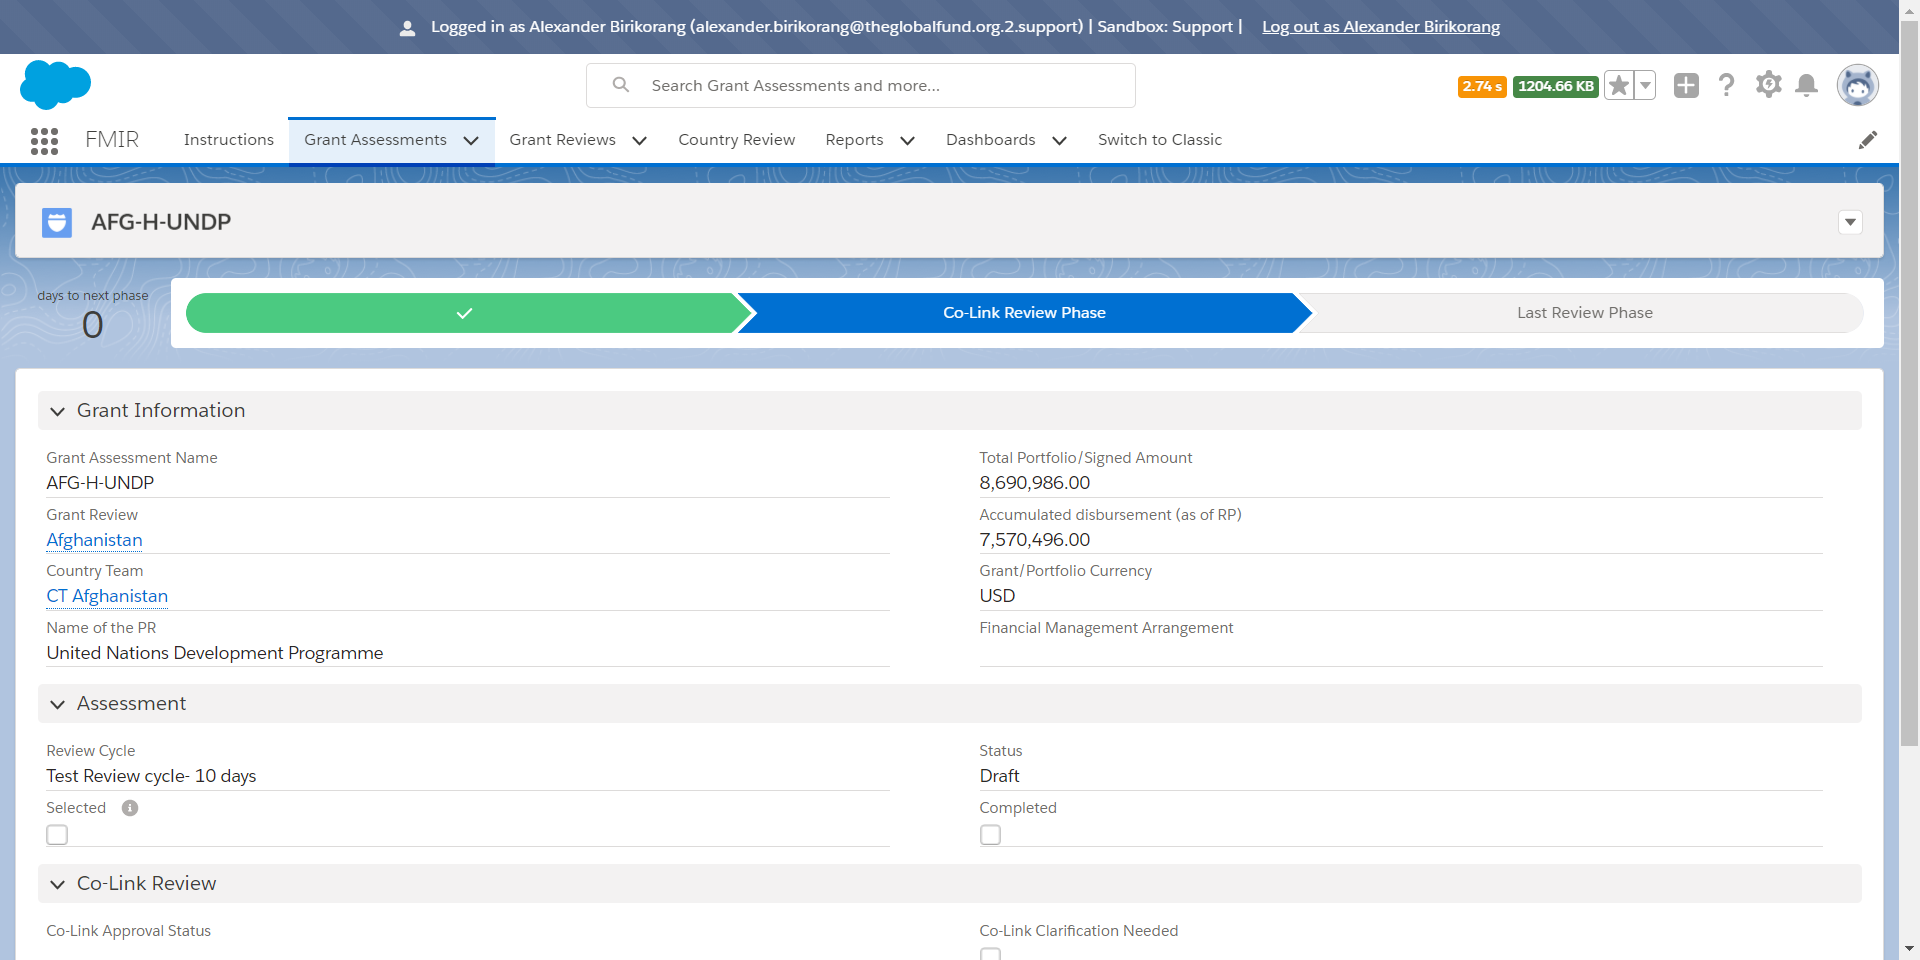 Logged in as Alexander Birikorang (alexander.birikorang@theglobalfund.org.2.support) | Sandbox: Support | Log out as Alexander Birikorang
Search Grant Assessments and more...
2.74 s 1204.66 KB
FMIR Instructions Grant Assessments Grant Reviews Country Review Reports Dashboards Switch to Classic
AFG-H-UNDP
days to next phase
0
Co-Link Review Phase
Last Review Phase
Grant Information
Grant Assessment Name
AFG-H-UNDP
Total Portfolio/Signed Amount
8,690,986.00
Grant Review
Afghanistan
Accumulated disbursement (as of RP)
7,570,496.00
Country Team
CT Afghanistan
Grant/Portfolio Currency
USD
Name of the PR
United Nations Development Programme
Financial Management Arrangement
Assessment
Review Cycle
Test Review cycle- 10 days
Status
Draft
Selected
Completed
Co-Link Review
Co-Link Approval Status
Co-Link Clarification Needed